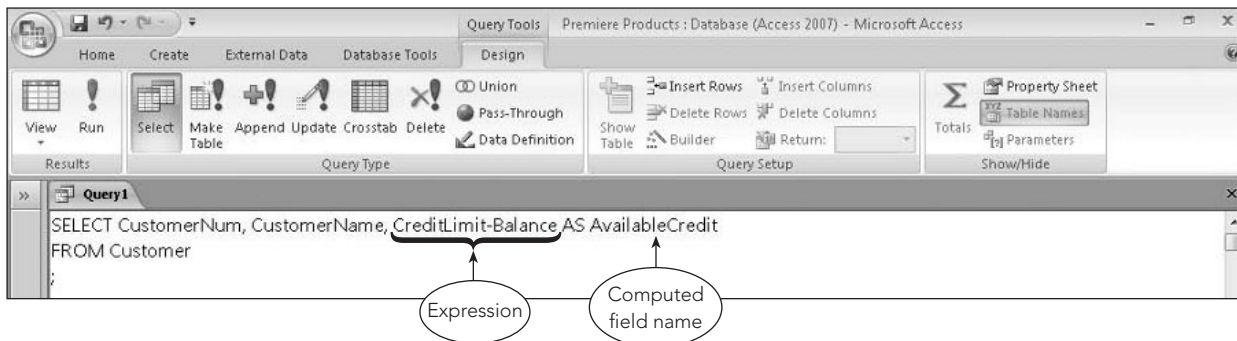 Query Tools Premiere Products : Database (Access 2007) - Microsoft Access
Home Create External Data Database Tools Design
View Run Select Make Table Append Update Crosstab Delete
Union
Pass-Through
Data Definition
Show Table
Insert Rows
Delete Rows
Builder
Insert Columns
Delete Columns
Return:
Totals
Property Sheet
XYZ Table Names
[?] Parameters
Results Query Type Query Setup Show/Hide
» Query1 x
SELECT CustomerNum, CustomerName, CreditLimit-Balance AS AvailableCredit
FROM Customer
;
Expression
Computed
field name